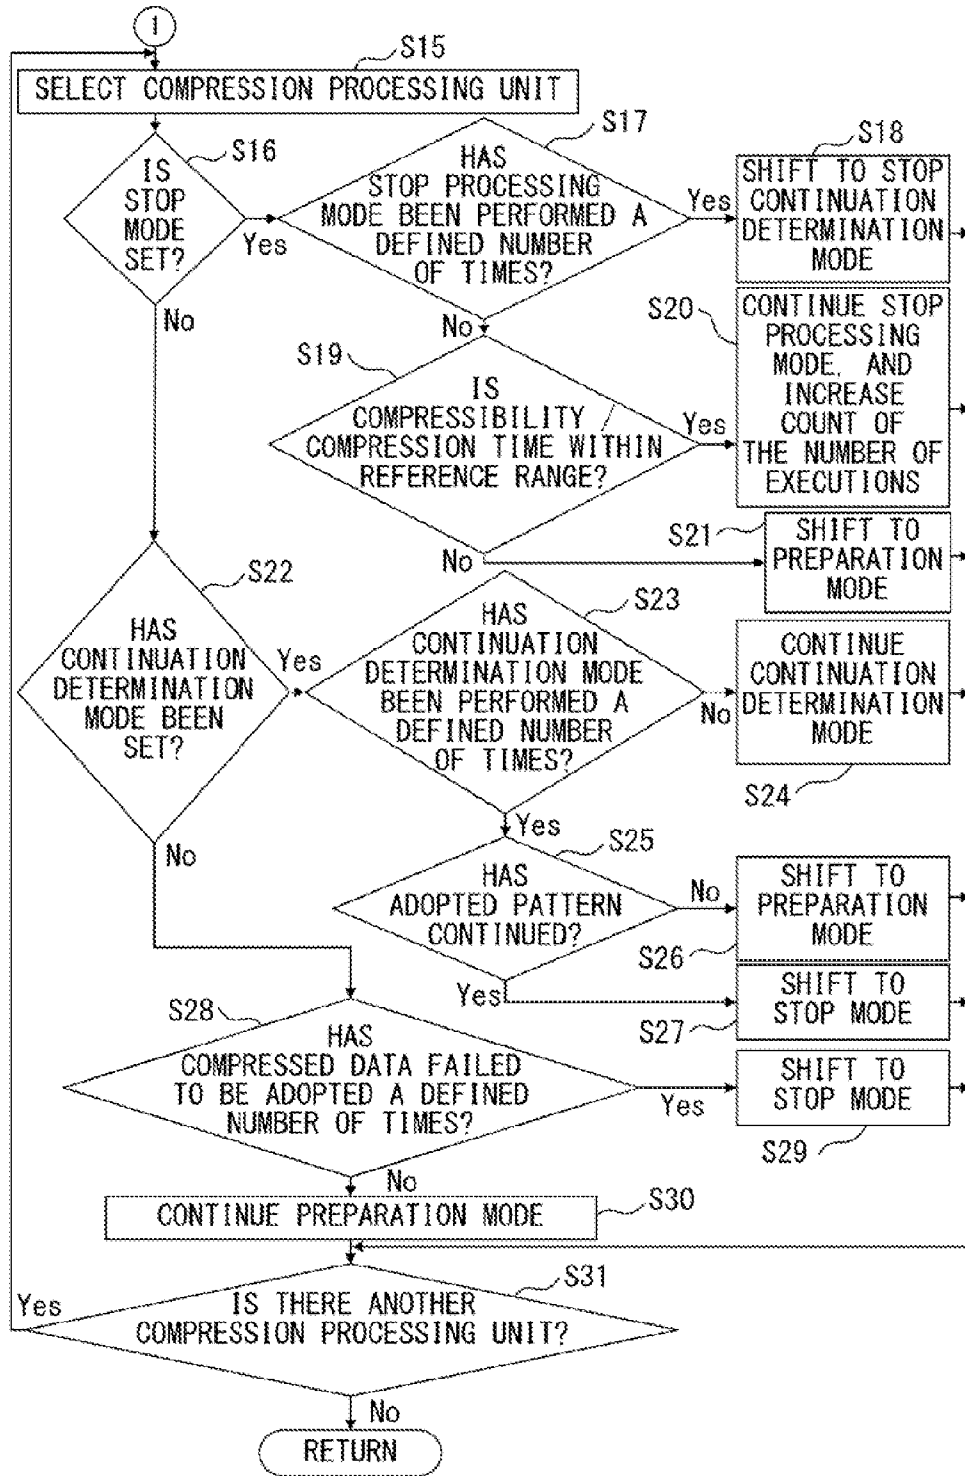 1
S15
SELECT COMPRESSION PROCESSING UNIT
S16
IS
STOP
MODE
SET?
Yes
No
S17
HAS
STOP PROCESSING
MODE BEEN PERFORMED A
DEFINED NUMBER
OF TIMES?
Yes
No
S18
SHIFT TO STOP
CONTINUATION
DETERMINATION
MODE
S19
IS
COMPRESSIBILITY
COMPRESSION TIME WITHIN
REFERENCE RANGE?
Yes
No
S20
CONTINUE STOP
PROCESSING
MODE, AND
INCREASE
COUNT OF
THE NUMBER OF
EXECUTIONS
S21
SHIFT TO
PREPARATION
MODE
S22
HAS
CONTINUATION
DETERMINATION
MODE BEEN
SET?
Yes
No
S23
HAS
CONTINUATION
DETERMINATION MODE
BEEN PERFORMED A
DEFINED NUMBER
OF TIMES?
No
Yes
CONTINUE
CONTINUATION
DETERMINATION
MODE
S24
S25
HAS
ADOPTED PATTERN
CONTINUED?
No
Yes
SHIFT TO
PREPARATION
MODE
S26
SHIFT TO
STOP MODE
S27
S28
HAS
COMPRESSED DATA FAILED
TO BE ADOPTED A DEFINED
NUMBER OF TIMES?
Yes
No
SHIFT TO
STOP MODE
S29
CONTINUE PREPARATION MODE
S30
S31
IS THERE ANOTHER
COMPRESSION PROCESSING UNIT?
Yes
No
RETURN